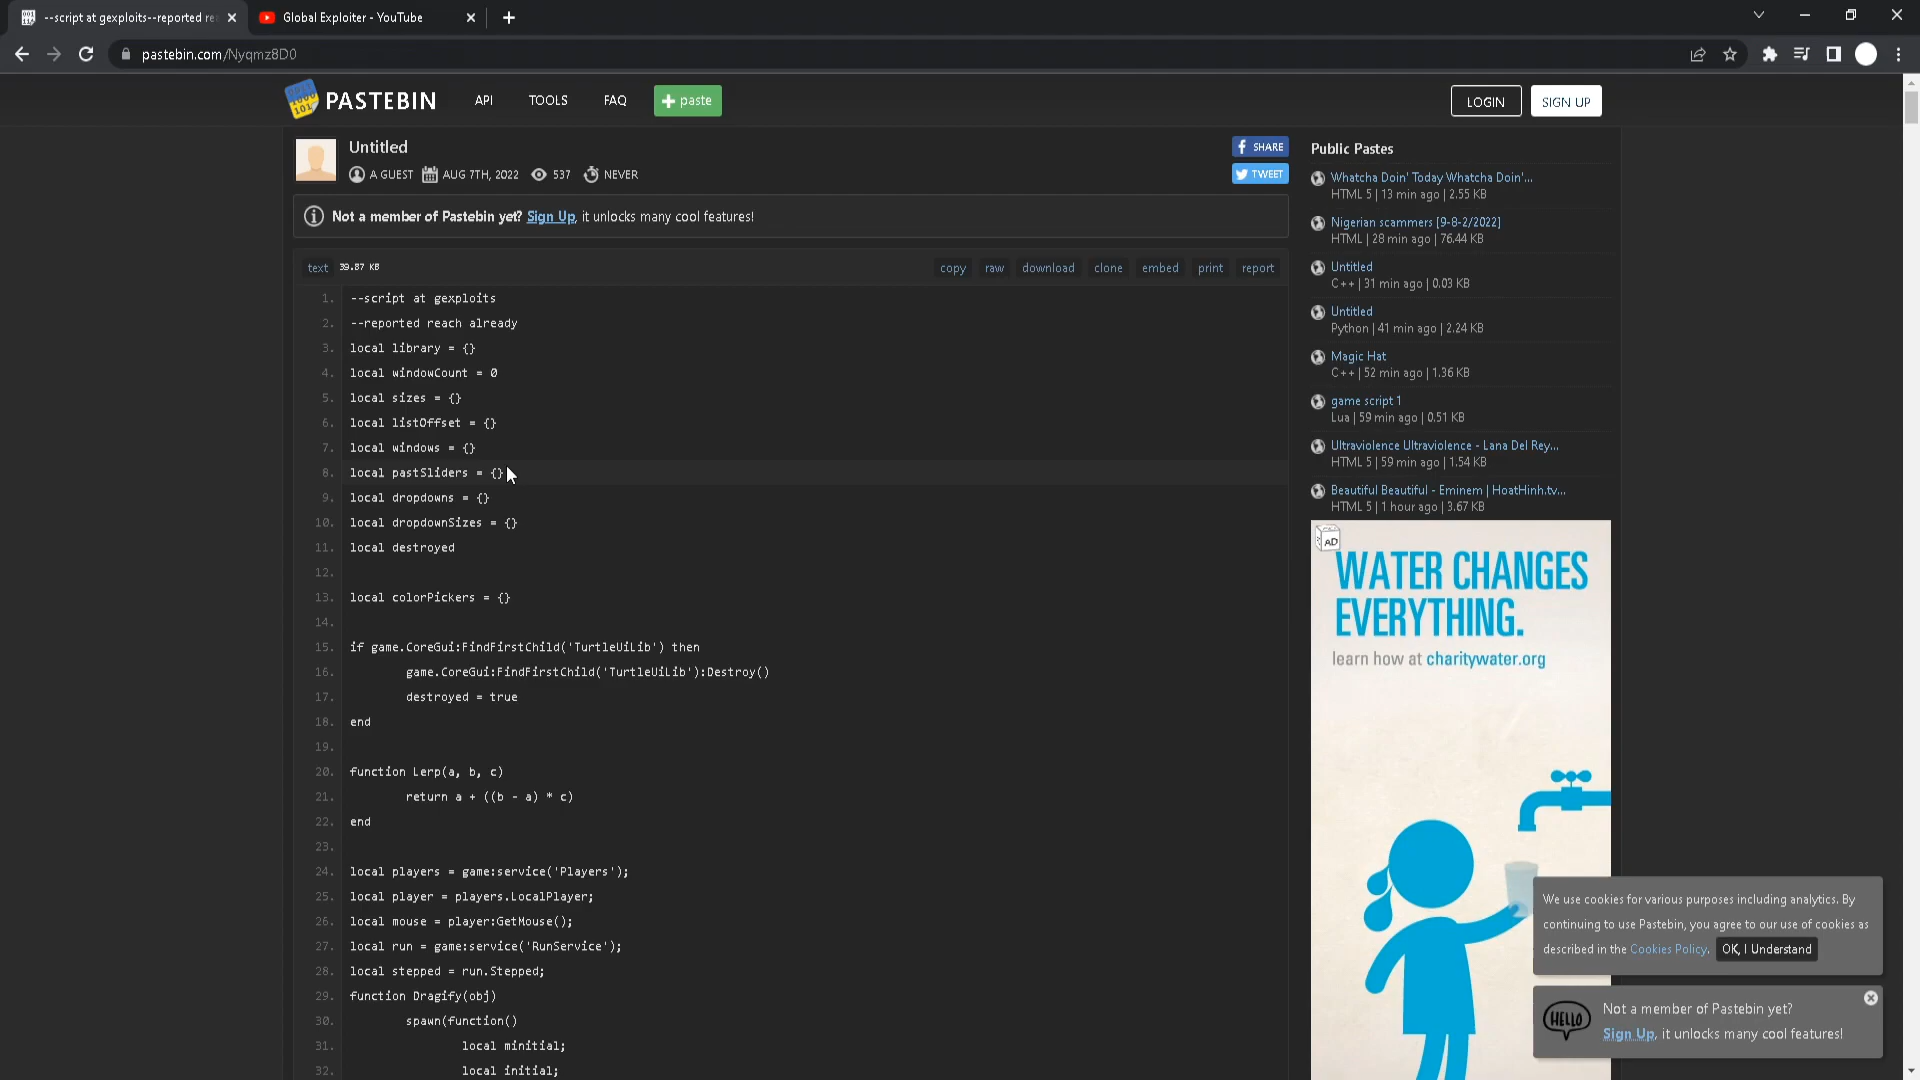 --script at gexploits--reported re
Global Exploiter - YouTube
pastebin.com/Nyqmz8D0
PASTEBIN
API
TOOLS
FAQ
paste
LOGIN
SIGN UP
Untitled
A GUEST
AUG 7TH, 2022
537
NEVER
SHARE
TWEET
Not a member of Pastebin yet? Sign Up, it unlocks many cool features!
text 39.87 KB
copy
raw
download
clone
embed
print
report
1. --script at gexploits
2. --reported reach already
3. local library = {}
4. local windowCount = 0
5. local sizes = {}
6. local listOffset = {}
7. local windows = {}
8. local pastSliders = {}
9. local dropdowns = {}
10. local dropdownSizes = {}
11. local destroyed
12.
13. local colorPickers = {}
14.
15. if game.CoreGui:FindFirstChild('TurtleUiLib') then
16. game.CoreGui:FindFirstChild('TurtleUiLib'):Destroy()
17. destroyed = true
18. end
19.
20. function Lerp(a, b, c)
21. return a + ((b - a) * c)
22. end
23.
24. local players = game:service('Players');
25. local player = players.LocalPlayer;
26. local mouse = player:GetMouse();
27. local run = game:service('RunService');
28. local stepped = run.Stepped;
29. function Dragify(obj)
30. spawn(function()
31. local minitial;
32. local initial;
Public Pastes
Whatcha Doin' Today Whatcha Doin'...
HTML 5 | 13 min ago | 2.55 KB
Nigerian scammers [9-8-2/2022]
HTML | 28 min ago | 76.44 KB
Untitled
C++ | 31 min ago | 0.03 KB
Untitled
Python | 41 min ago | 2.24 KB
Magic Hat
C++ | 52 min ago | 1.36 KB
game script 1
Lua | 59 min ago | 0.51 KB
Ultraviolence Ultraviolence - Lana Del Rey...
HTML 5 | 59 min ago | 1.54 KB
Beautiful Beautiful - Eminem | HoatHinh.tv...
HTML 5 | 1 hour ago | 3.67 KB
AD
WATER CHANGES
EVERYTHING.
learn how at charitywater.org
We use cookies for various purposes including analytics. By
continuing to use Pastebin, you agree to our use of cookies as
described in the Cookies Policy. OK, I Understand
HELLO
Not a member of Pastebin yet?
Sign Up, it unlocks many cool features!